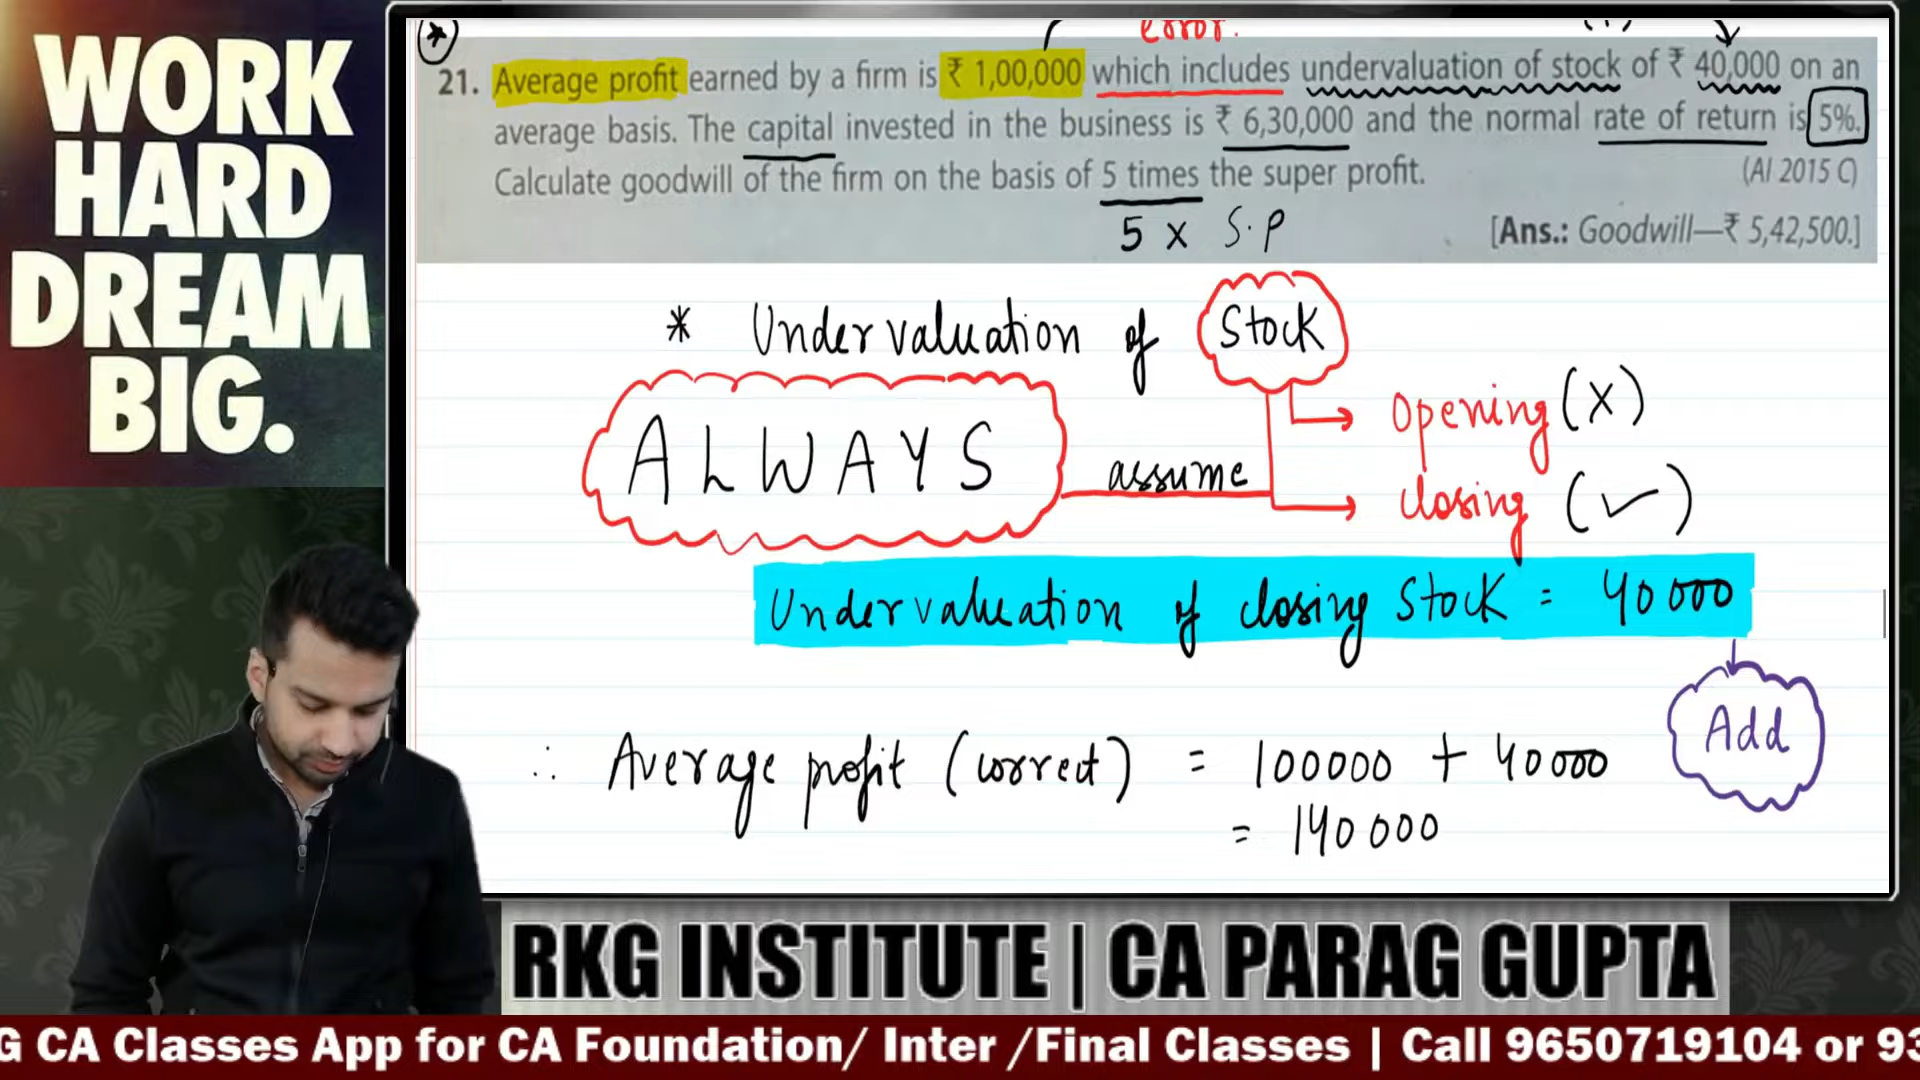 WORK
HARD
DREAM
BIG.
error.
21. Average profit earned by a firm is ₹ 1,00,000 which includes undervaluation of stock of ₹ 40,000 on an
average basis. The capital invested in the business is ₹ 6,30,000 and the normal rate of return is 5%.
Calculate goodwill of the firm on the basis of 5 times the super profit. (AI 2015 C)
5 x S.P
[Ans.: Goodwill—₹ 5,42,500.]
* Undervaluation of Stock
Opening (x)
ALWAYS assume
closing (✓)
Undervaluation of closing Stock = 40000
Add
∴ Average profit (correct) = 100000 + 40000
= 140000
RKG INSTITUTE | CA PARAG GUPTA
G CA Classes App for CA Foundation/ Inter /Final Classes | Call 9650719104 or 93